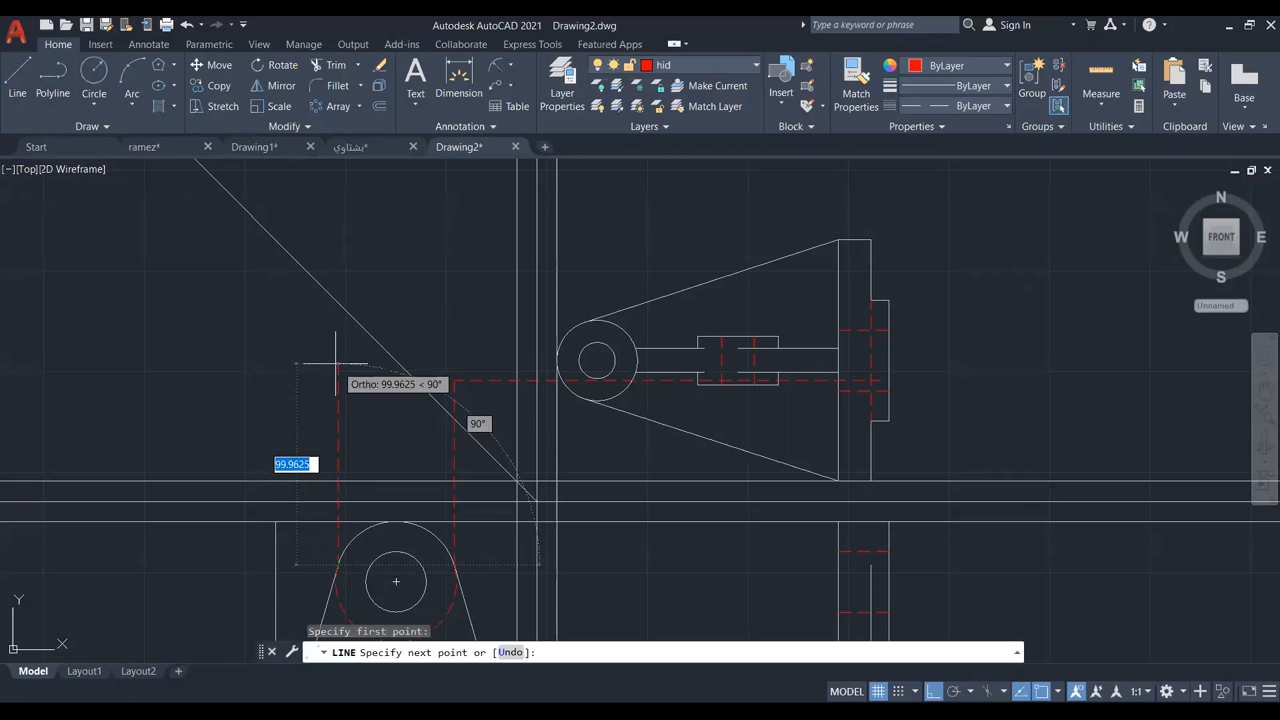 Autodesk AutoCAD 2021 Drawing2.dwg
Type a keyword or phrase
Sign In
Home Insert Annotate Parametric View Manage Output Add-ins Collaborate Express Tools Featured Apps
Line
Polyline
Circle
Arc
Move
Copy
Stretch
Rotate
Mirror
Scale
Trim
Fillet
Array
Text
Dimension
Table
Layer
Properties
hid
Make Current
Match Layer
Insert
Match
Properties
ByLayer
ByLayer
ByLayer
Group
Measure
Paste
Base
Draw
Modify
Annotation
Layers
Block
Properties
Groups
Utilities
Clipboard
View
Start
ramez*
Drawing1*
بشتاوي*
Drawing2*
[−][Top][2D Wireframe]
N
W
FRONT
E
S
Unnamed
Ortho: 99.9625 < 90°
90°
99.9625
Y
X
Specify first point:
LINE Specify next point or [Undo]:
Model Layout1 Layout2
MODEL
1:1